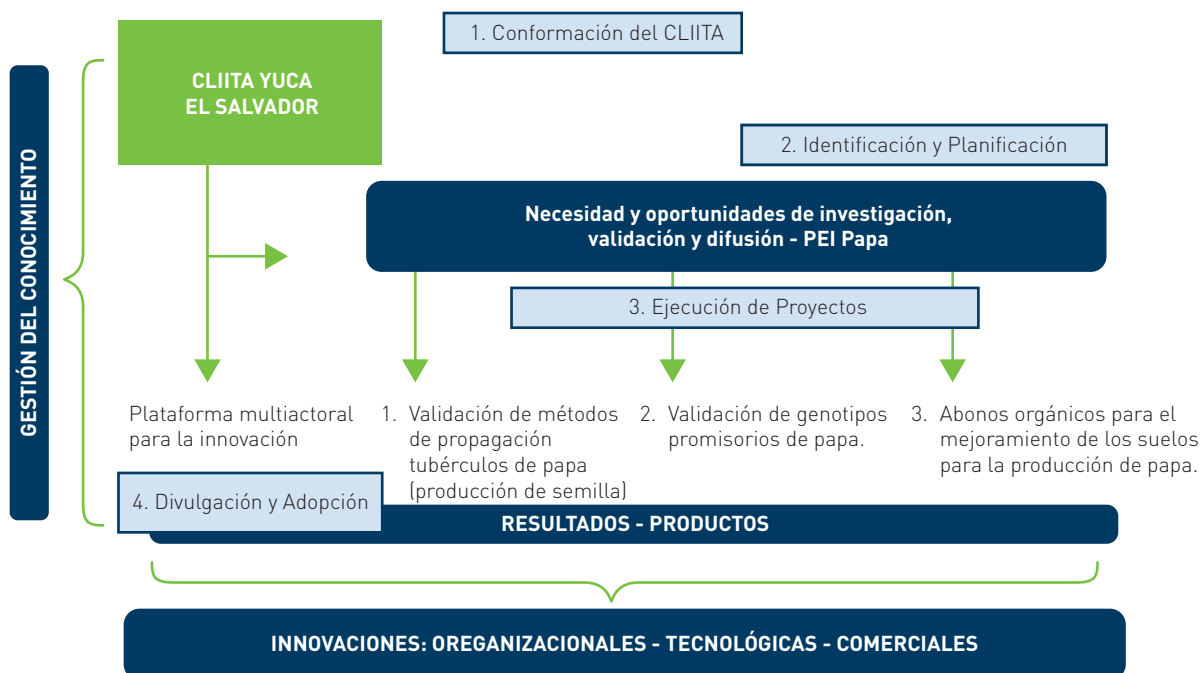 1. Conformación del CLIITA
CLIITA YUCA
EL SALVADOR
GESTIÓN DEL CONOCIMIENTO
2. Identificación y Planificación
Necesidad y oportunidades de investigación,
validación y difusión - PEI Papa
3. Ejecución de Proyectos
Plataforma multiactoral
para la innovación
1. Validación de métodos
de propagación
tubérculos de papa
(producción de semilla)
2. Validación de genotipos
promisorios de papa.
3. Abonos orgánicos para el
mejoramiento de los suelos
para la producción de papa.
4. Divulgación y Adopción
RESULTADOS - PRODUCTOS
INNOVACIONES: OREGANIZACIONALES - TECNOLÓGICAS - COMERCIALES